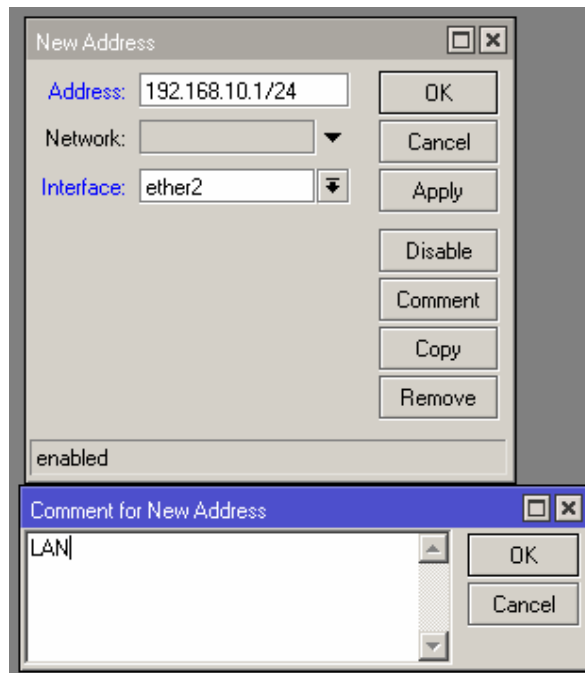 New Address
Address: 192.168.10.1/24
OK
Network:
Cancel
Interface: ether2
Apply
Disable
Comment
Copy
Remove
enabled
Comment for New Address
LAN
OK
Cancel